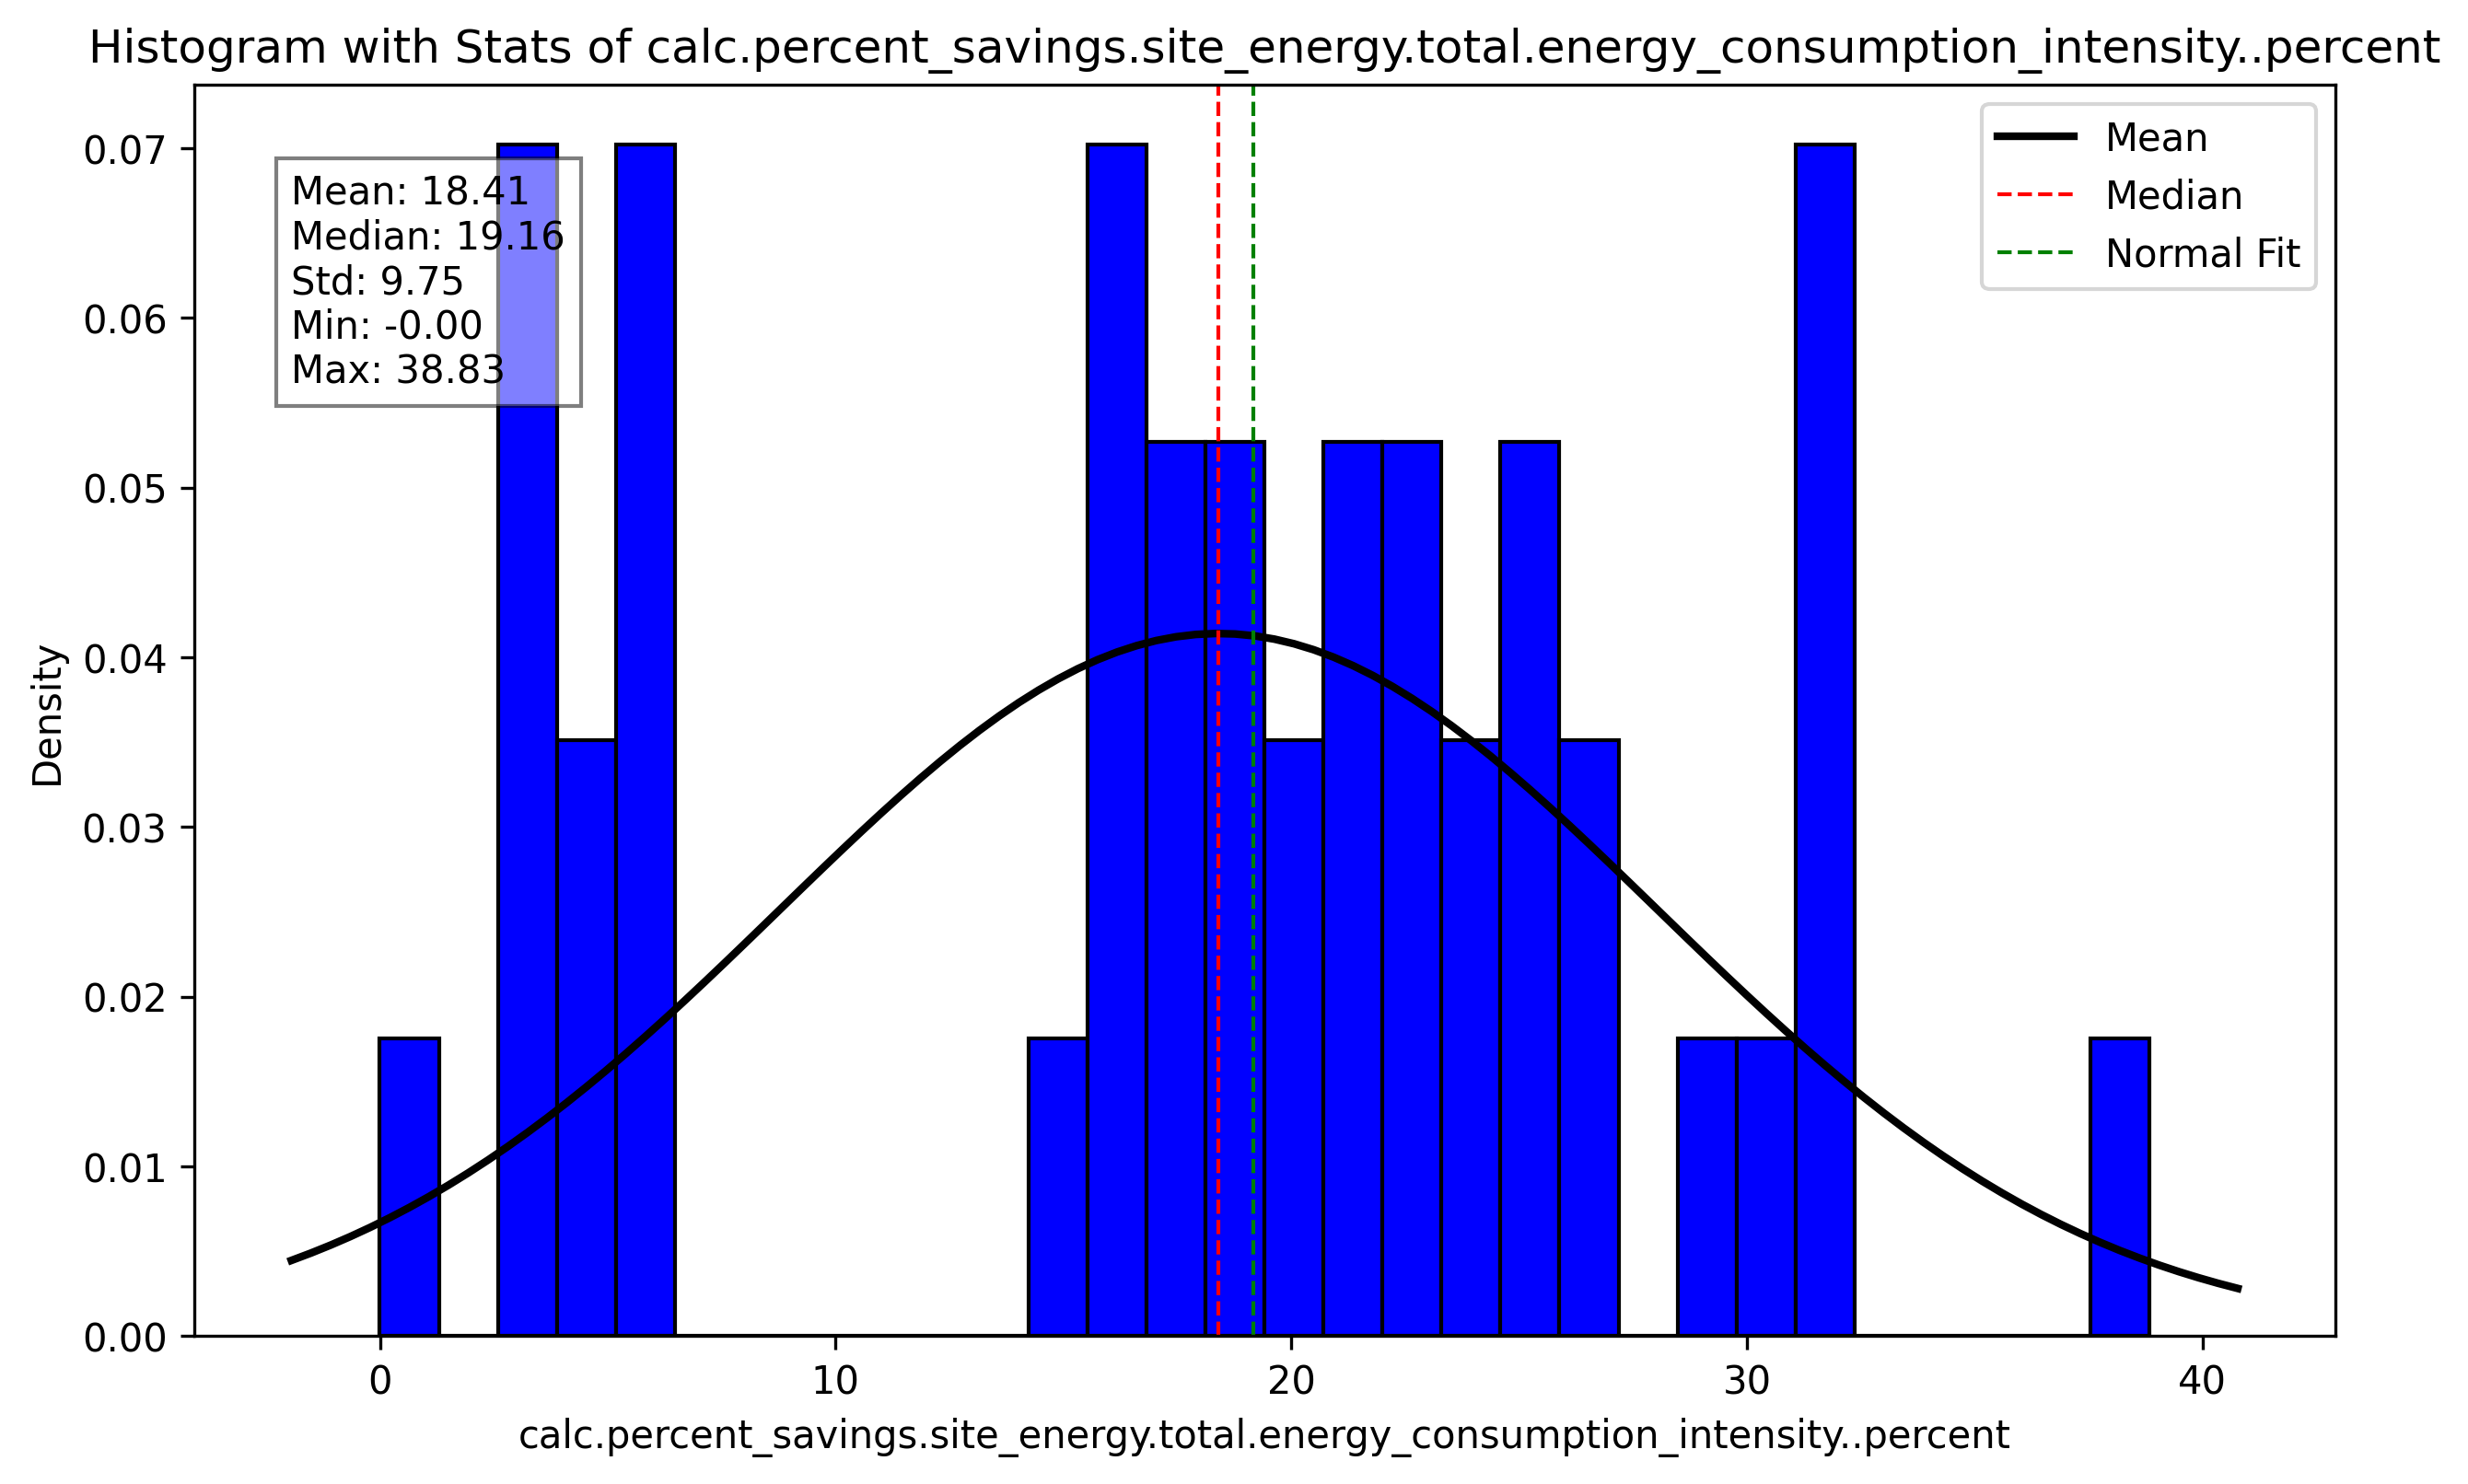 Histogram with Stats of calc.percent_savings.site_energy.total.energy_consumption_intensity..percent
Mean: 18.41
Median: 19.16
Std: 9.75
Min: -0.00
Max: 38.83
Mean
Median
Normal Fit
Density
0.07
0.06
0.05
0.04
0.03
0.02
0.01
0.00
0
10
20
30
40
calc.percent_savings.site_energy.total.energy_consumption_intensity..percent